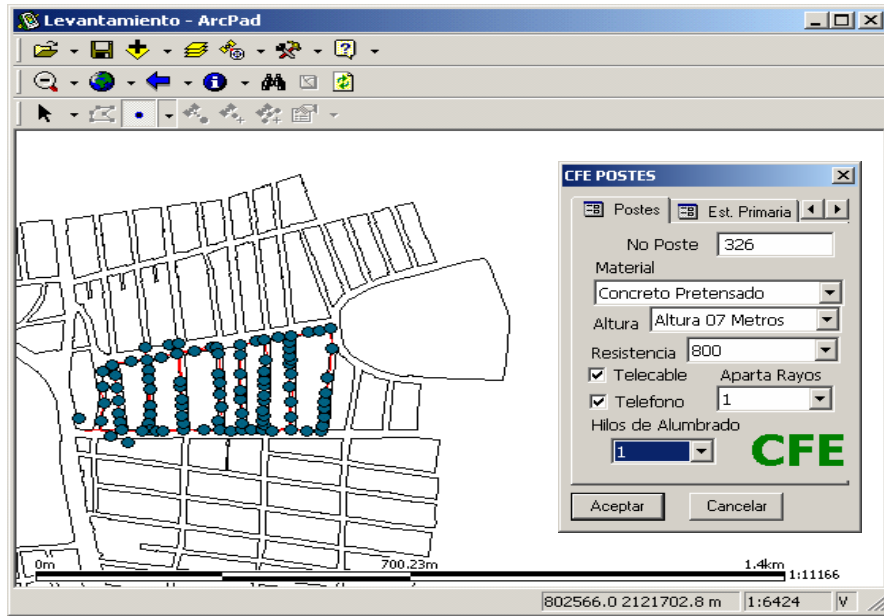 Levantamiento - ArcPad
CFE POSTES
Postes
Est. Primaria
No Poste 326
Material
Concreto Pretensado
Altura Altura 07 Metros
Resistencia 800
Telecable Aparta Rayos
Telefono 1
Hilos de Alumbrado
1
CFE
Aceptar Cancelar
0m 700.23m 1.4km
1:11166
802566.0 2121702.8 m 1:6424 V